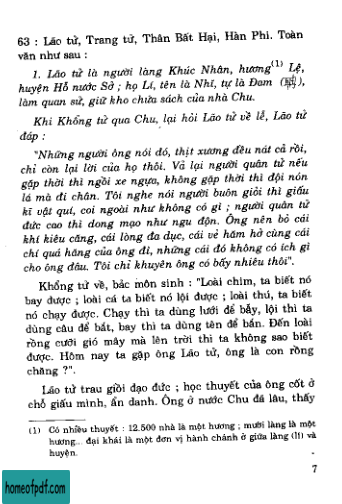 63 : Lão tử, Trang tử, Thân Bất Hại, Hàn Phi. Toàn
văn như sau :
1. Lão tử là người làng Khúc Nhân, hương(1) Lệ,
huyện Hỗ nước Sở ; họ Lí, tên là Nhĩ, tự là Đam (聃),
làm quan sử, giữ kho chứa sách của nhà Chu.
Khi Khổng tử qua Chu, lại hỏi Lão tử về lễ, Lão tử
đáp :
"Những người ông nói đó, thịt xương đều nát cả rồi,
chỉ còn lại lời của họ thôi. Vả lại người quân tử nếu
gặp thời thì ngồi xe ngựa, không gặp thời thì đội nón
lá mà đi chân. Tôi nghe nói người buôn giỏi thì giấu
kĩ vật quí, coi ngoài như không có gì ; người quân tử
đức cao thì dong mạo như ngu độn. Ông nên bỏ cái
khí kiêu căng, cái lòng đa dục, cái vẻ hăm hở cùng cái
chí quá hăng của ông đi, những cái đó không có ích gì
cho ông đâu. Tôi chỉ khuyên ông có bấy nhiêu thôi".
Khổng tử về, bảo môn sinh : "Loài chim, ta biết nó
bay được ; loài cá ta biết nó lội được ; loài thú, ta biết
nó chạy được. Chạy thì ta dùng lưới để bẫy, lội thì ta
dùng câu để bắt, bay thì ta dùng tên để bắn. Đến loài
rồng cưỡi gió mây mà lên trời thì ta không sao biết
được. Hôm nay ta gặp ông Lão tử, ông là con rồng
chăng ?".
Lão tử trau giồi đạo đức ; học thuyết của ông cốt ở
chỗ giấu mình, ẩn danh. Ông ở nước Chu đã lâu, thấy
(1) Có nhiều thuyết : 12.500 nhà là một hương ; mười làng là một
hương... đại khái là một đơn vị hành chánh ở giữa làng (lí) và
huyện.
7
homeofpdf.com